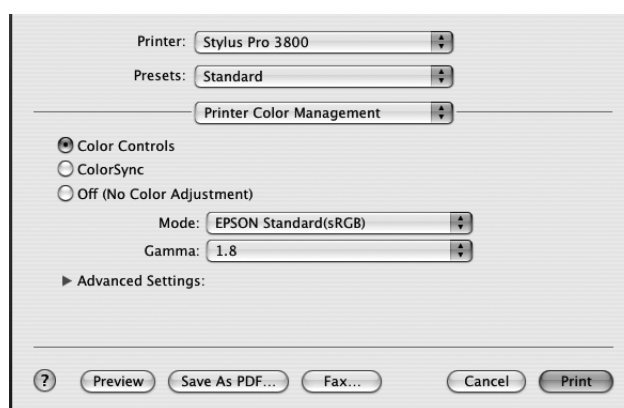 Printer: Stylus Pro 3800
Presets: Standard
Printer Color Management
Color Controls
ColorSync
Off (No Color Adjustment)
Mode: EPSON Standard(sRGB)
Gamma: 1.8
Advanced Settings:
? Preview Save As PDF... Fax... Cancel Print